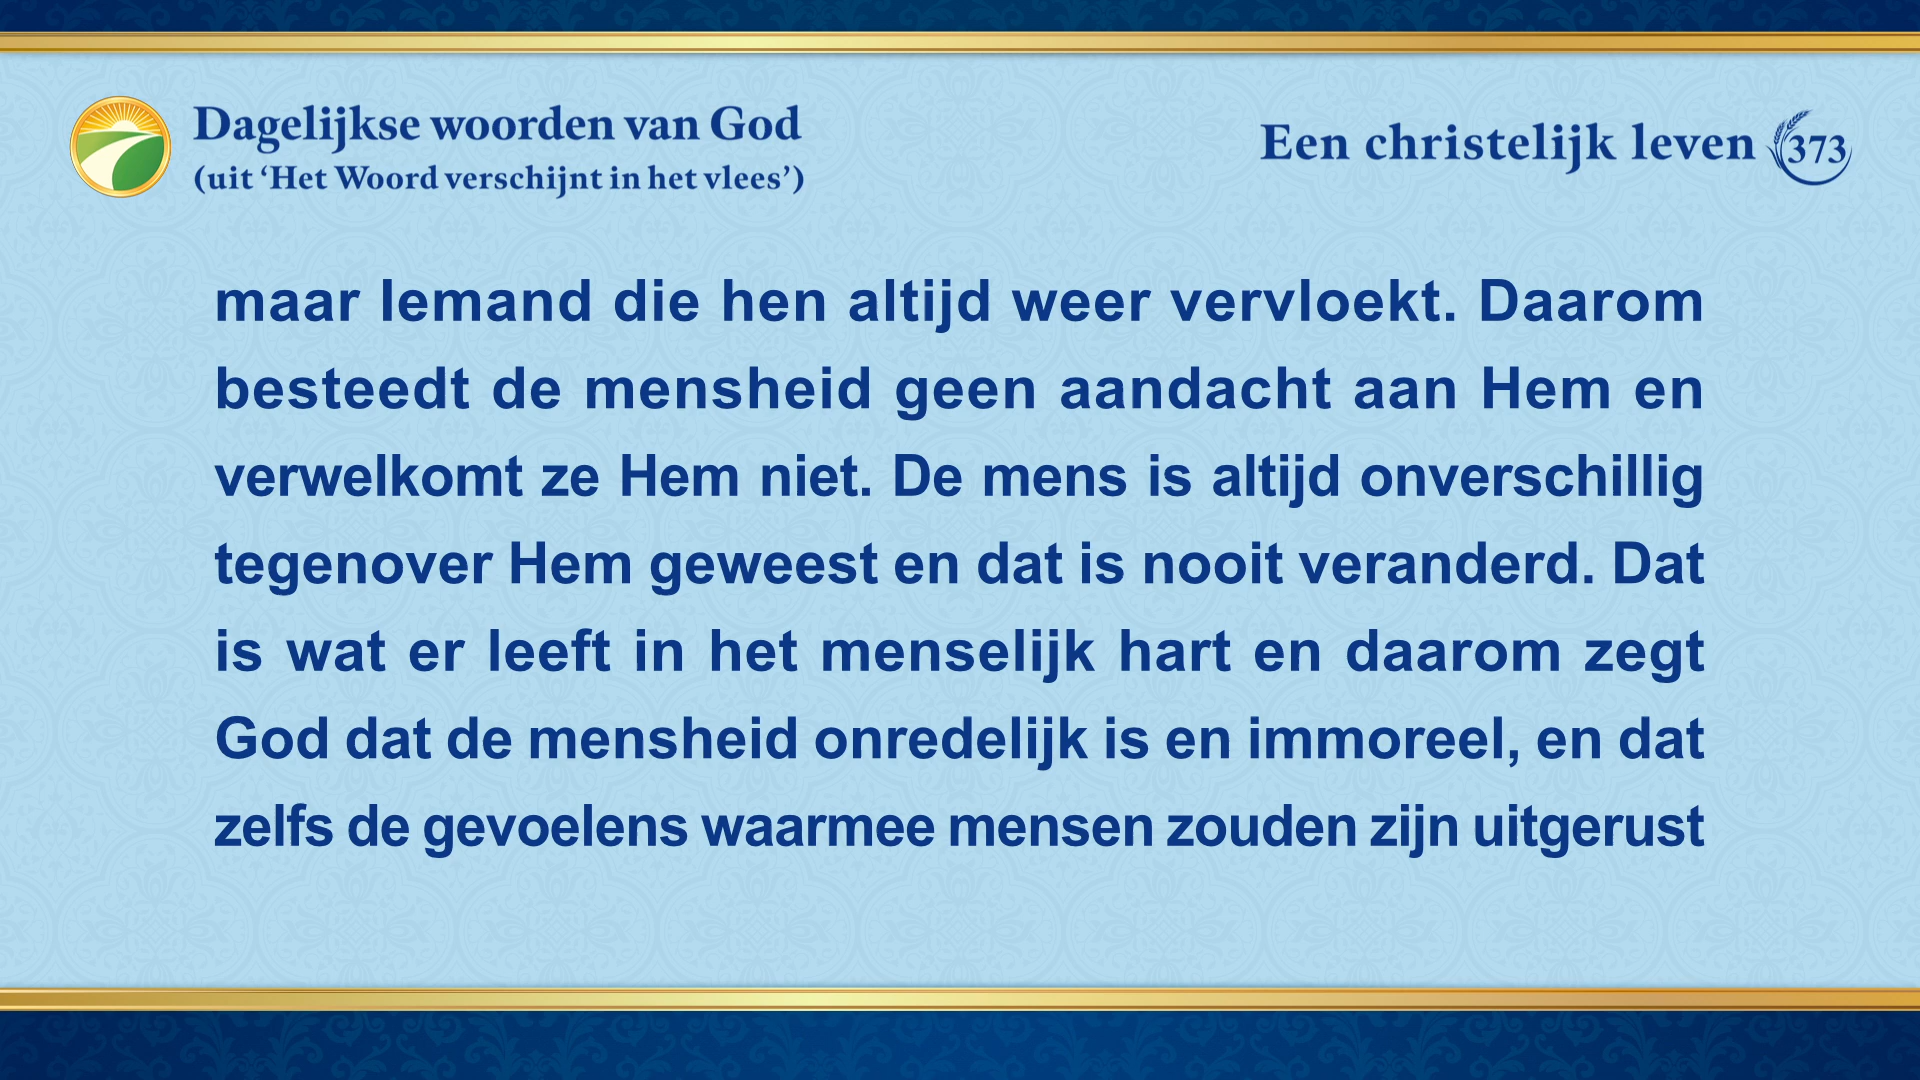 Dagelijkse woorden van God
(uit ‘Het Woord verschijnt in het vlees’)
Een christelijk leven 373
maar Iemand die hen altijd weer vervloekt. Daarom
besteedt de mensheid geen aandacht aan Hem en
verwelkomt ze Hem niet. De mens is altijd onverschillig
tegenover Hem geweest en dat is nooit veranderd. Dat
is wat er leeft in het menselijk hart en daarom zegt
God dat de mensheid onredelijk is en immoreel, en dat
zelfs de gevoelens waarmee mensen zouden zijn uitgerust